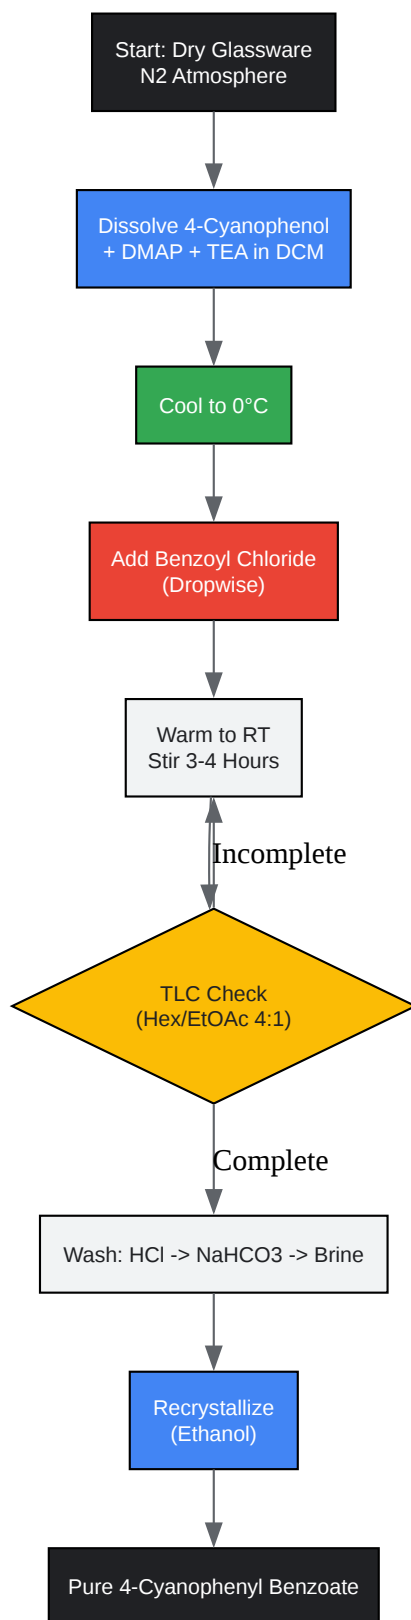 Start: Dry Glassware
N2 Atmosphere
Dissolve 4-Cyanophenol
+ DMAP + TEA in DCM
Cool to 0°C
Add Benzoyl Chloride
(Dropwise)
Warm to RT
Stir 3-4 Hours
Incomplete
TLC Check
(Hex/EtOAc 4:1)
Complete
Wash: HCl -> NaHCO3 -> Brine
Recrystallize
(Ethanol)
Pure 4-Cyanophenyl Benzoate